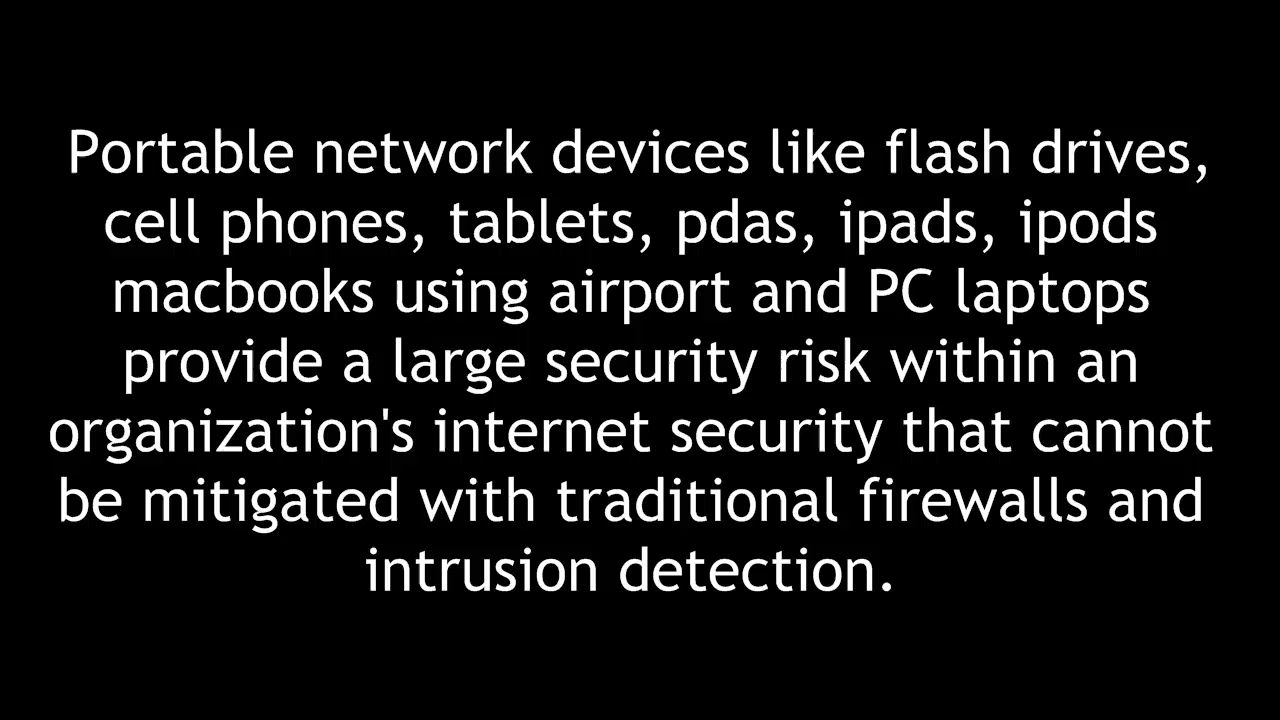 Portable network devices like flash drives,
cell phones, tablets, pdas, ipads, ipods
macbooks using airport and PC laptops
provide a large security risk within an
organization's internet security that cannot
be mitigated with traditional firewalls and
intrusion detection.